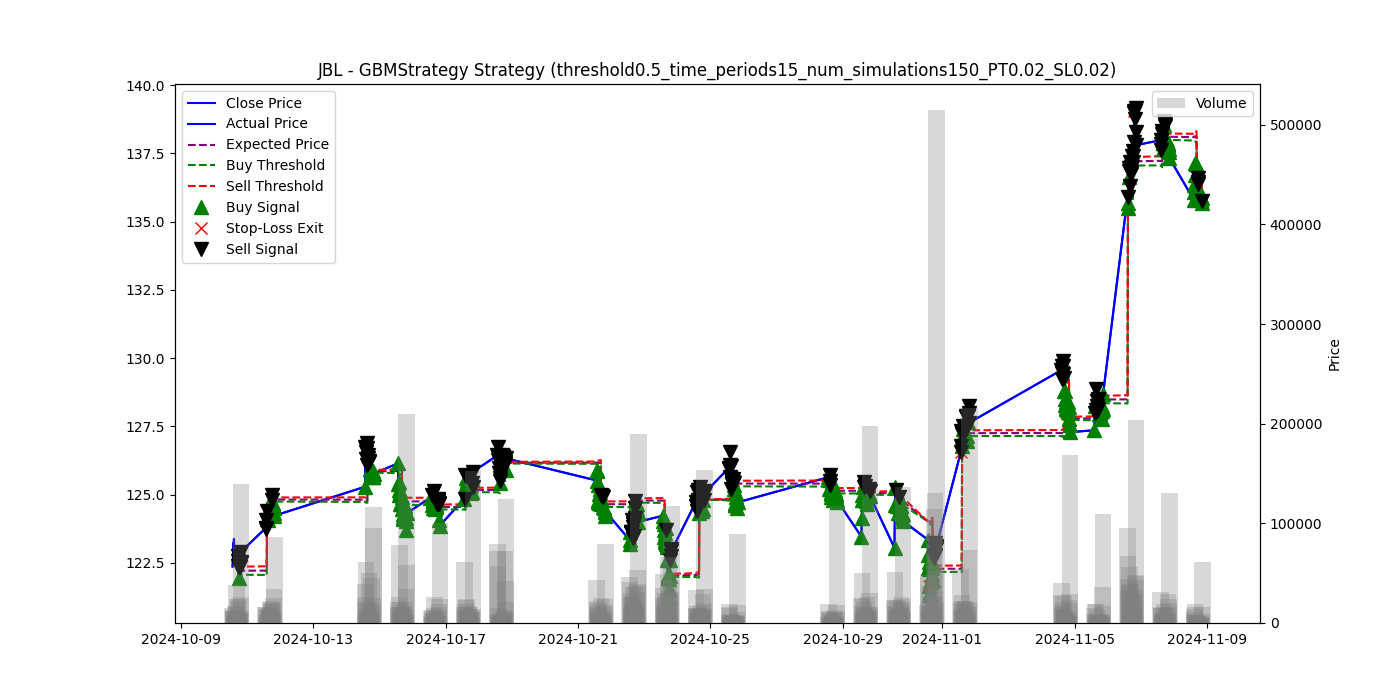 JBL - GBMStrategy Strategy (threshold0.5_time_periods15_num_simulations150_PT0.02_SL0.02)
140.0
137.5
135.0
132.5
130.0
127.5
125.0
122.5
Close Price
Actual Price
Expected Price
Buy Threshold
Sell Threshold
Buy Signal
Stop-Loss Exit
Sell Signal
Volume
500000
400000
300000
200000
100000
0
Price
2024-10-09 2024-10-13 2024-10-17 2024-10-21 2024-10-25 2024-10-29 2024-11-01 2024-11-05 2024-11-09